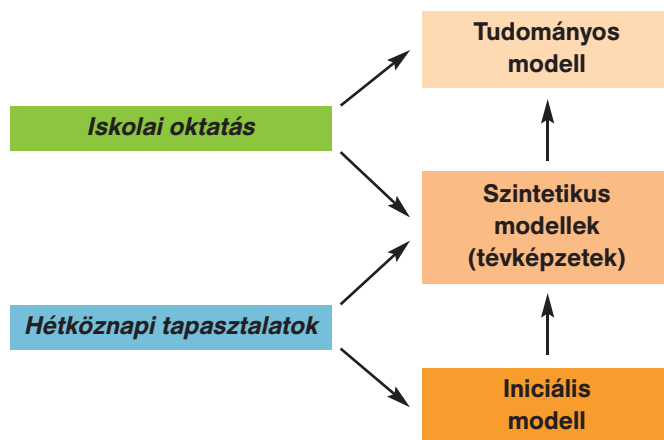 Tudományos
modell
Iskolai oktatás
Szintetikus
modellek
(tévképzetek)
Hétköznapi tapasztalatok
Iniciális
modell